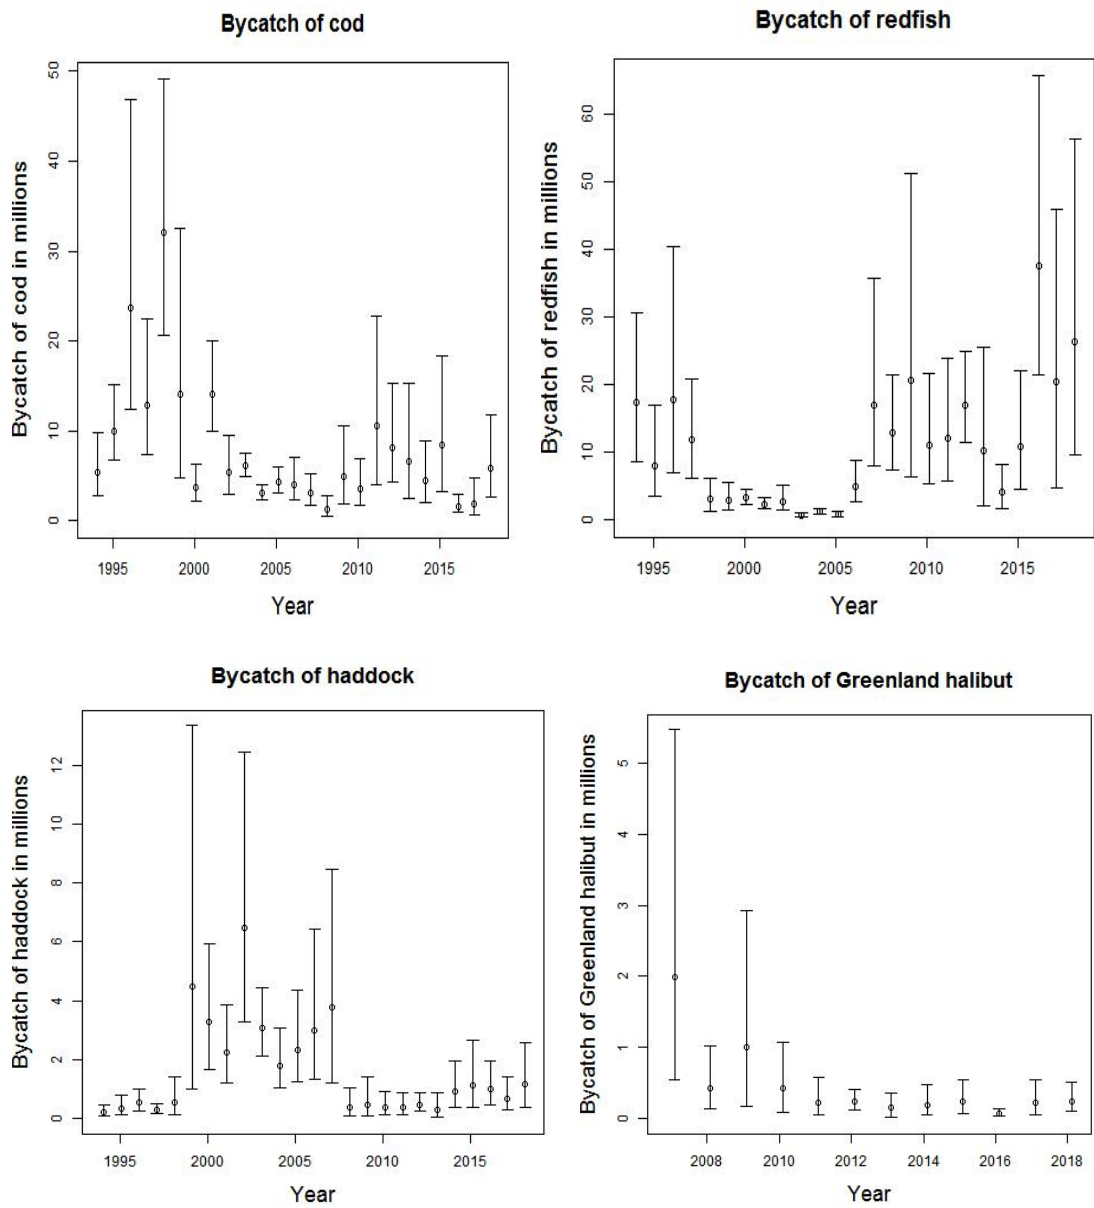 Bycatch of cod
Bycatch of cod in millions
50
40
30
20
10
0
1995 2000 2005 2010 2015
Year
Bycatch of redfish
Bycatch of redfish in millions
60
50
40
30
20
10
0
1995 2000 2005 2010 2015
Year
Bycatch of haddock
Bycatch of haddock in millions
12
10
8
6
4
2
0
1995 2000 2005 2010 2015
Year
Bycatch of Greenland halibut
Bycatch of Greenland halibut in millions
5
4
3
2
1
0
2008 2010 2012 2014 2016 2018
Year